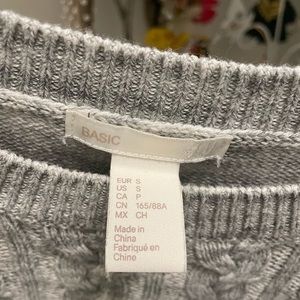 BASIC
EUR S
US S
CA P
CN 165/88A
MX CH
Made in
China
Fabriqué en
Chine